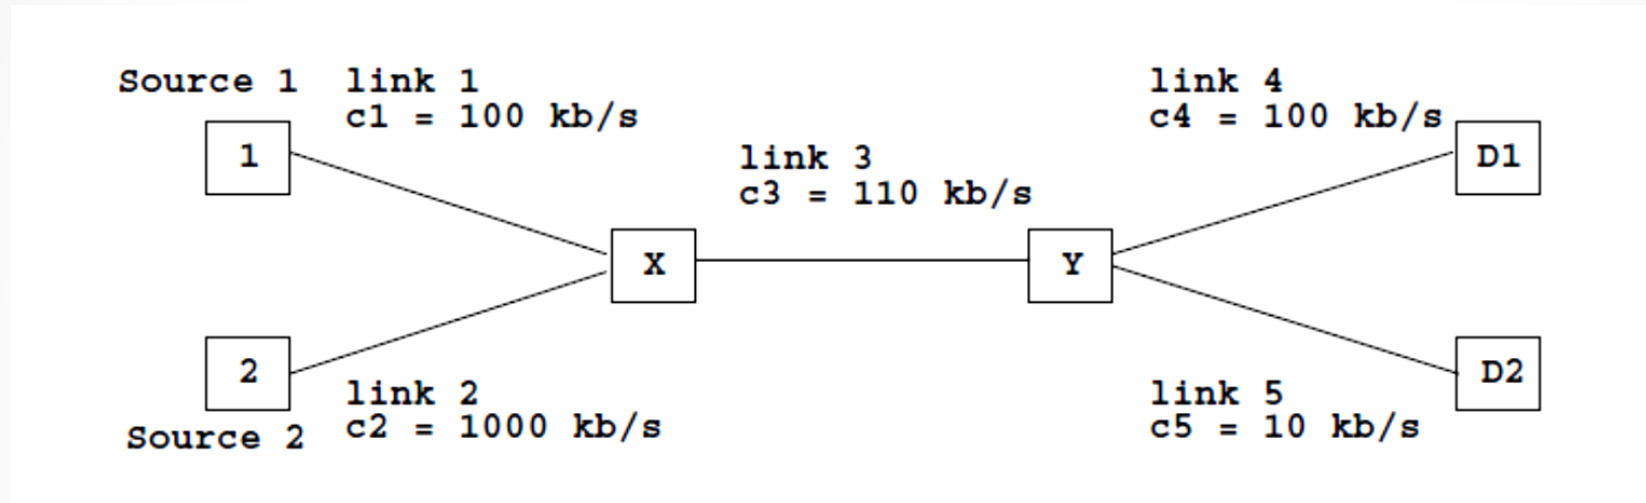 Source 1
link 1
c1 = 100 kb/s
1
link 3
c3 = 110 kb/s
link 4
c4 = 100 kb/s
D1
X
Y
2
Source 2
link 2
c2 = 1000 kb/s
link 5
c5 = 10 kb/s
D2